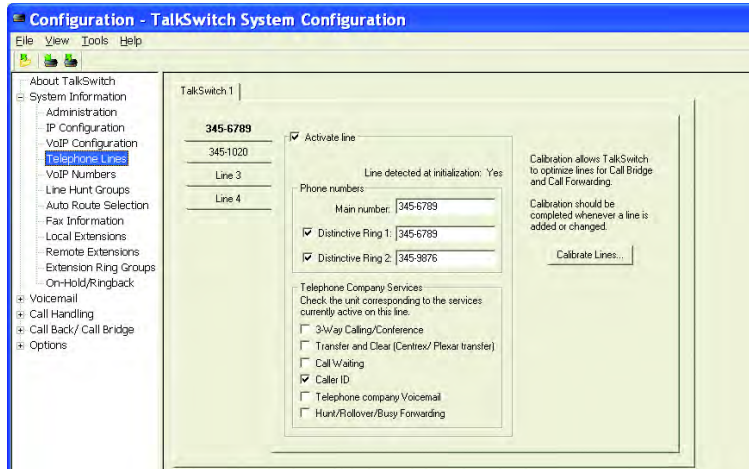 Configuration - TalkSwitch System Configuration
File View Tools Help
About TalkSwitch
System Information
Administration
IP Configuration
VoIP Configuration
Telephone Lines
VoIP Numbers
Line Hunt Groups
Auto Route Selection
Fax Information
Local Extensions
Remote Extensions
Extension Ring Groups
On-Hold/Ringback
Voicemail
Call Handling
Call Back/ Call Bridge
Options
TalkSwitch 1
345-6789
345-1020
Line 3
Line 4
Activate line
Line detected at initialization: Yes
Phone numbers
Main number: 345-6789
Distinctive Ring 1: 345-6789
Distinctive Ring 2: 345-9876
Telephone Company Services
Check the unit corresponding to the services
currently active on this line.
3-Way Calling/Conference
Transfer and Clear (Centrex/ Plexar transfer)
Call Waiting
Caller ID
Telephone company Voicemail
Hunt/Rollover/Busy Forwarding
Calibration allows TalkSwitch
to optimize lines for Call Bridge
and Call Forwarding.
Calibration should be
completed whenever a line is
added or changed.
Calibrate Lines...